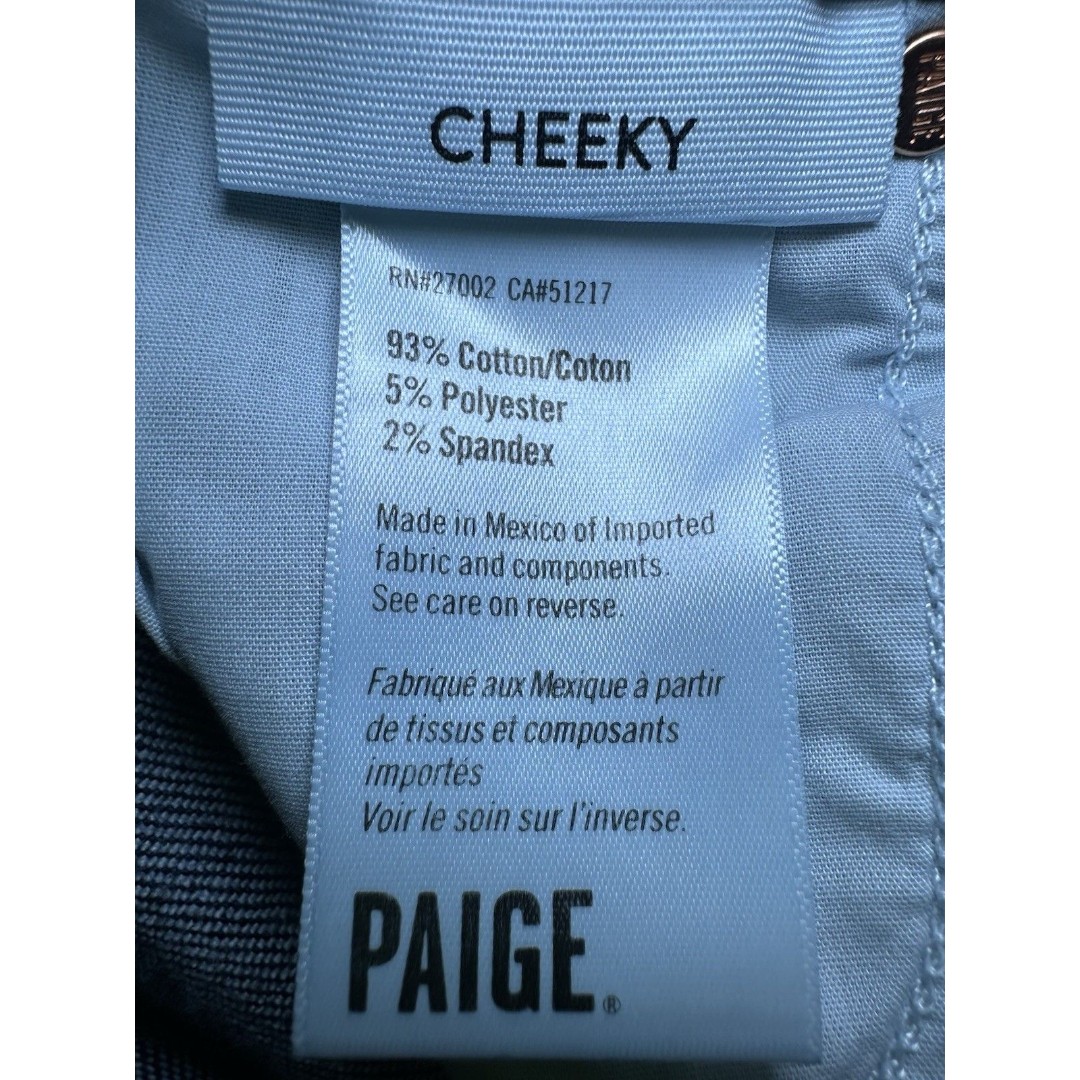 CHEEKY
PAIGE
RN#27002 CA#51217
93% Cotton/Coton
5% Polyester
2% Spandex
Made in Mexico of Imported
fabric and components.
See care on reverse.
Fabriqué aux Mexique à partir
de tissus et composants
importés
Voir le soin sur l'inverse.
PAIGE®